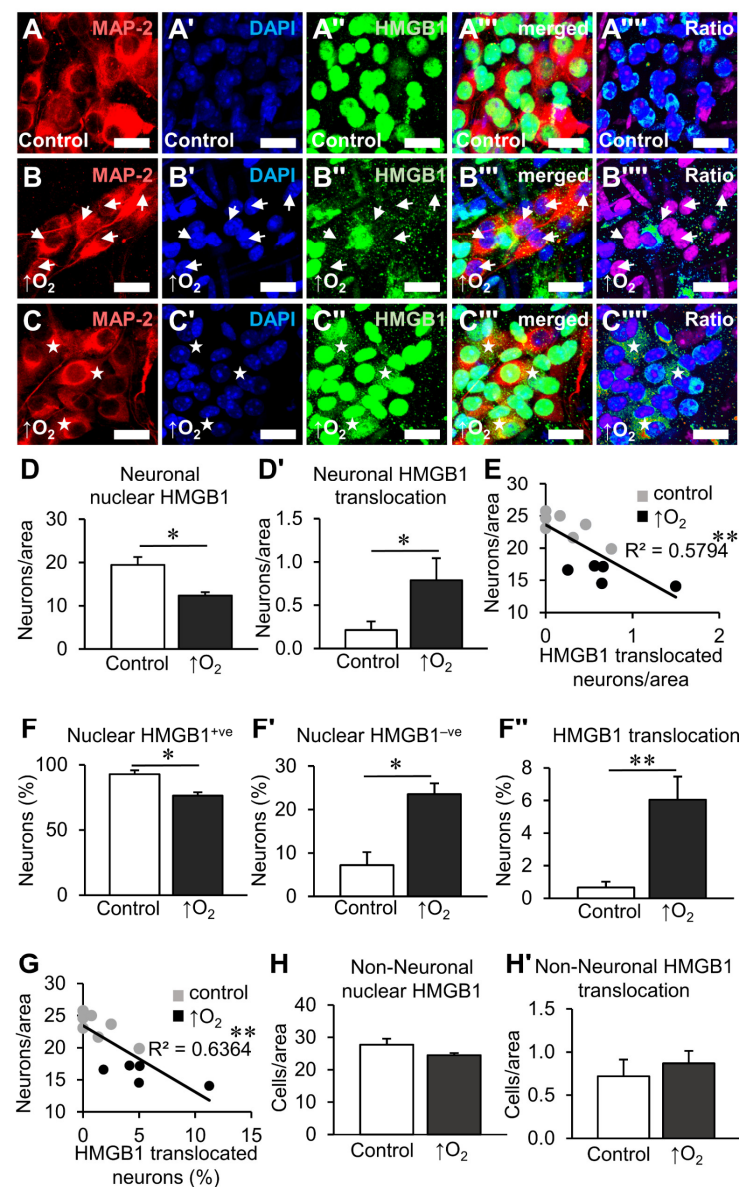 A MAP-2 A' DAPI A'' HMGB1 A''' merged A'''' Ratio
Control Control Control Control Control
B MAP-2 B' DAPI B'' HMGB1 B''' merged B'''' Ratio
↑O2 ↑O2 ↑O2 ↑O2 ↑O2
C MAP-2 C' DAPI C'' HMGB1 C''' merged C'''' Ratio
↑O2 ↑O2 ↑O2 ↑O2 ↑O2
D
Neuronal
nuclear HMGB1
Neurons/area
30
20
10
0
*
Control ↑O2
D'
Neuronal HMGB1
translocation
Neurons/area
1.5
1.0
0.5
0.0
*
Control ↑O2
E
Neurons/area
30
25
20
15
10
control
↑O2
**
R² = 0.5794
0 1 2
HMGB1 translocated
neurons/area
F
Nuclear HMGB1+ve
Neurons (%)
100
50
0
*
Control ↑O2
F'
Nuclear HMGB1–ve
Neurons (%)
30
20
10
0
*
Control ↑O2
F''
HMGB1 translocation
Neurons (%)
8
6
4
2
0
**
Control ↑O2
G
Neurons/area
30
25
20
15
10
control
↑O2
**
R² = 0.6364
0 5 10 15
HMGB1 translocated
neurons (%)
H
Non-Neuronal
nuclear HMGB1
Cells/area
40
30
20
10
0
Control ↑O2
H'
Non-Neuronal HMGB1
translocation
Cells/area
1.5
1.0
0.5
0.0
Control ↑O2